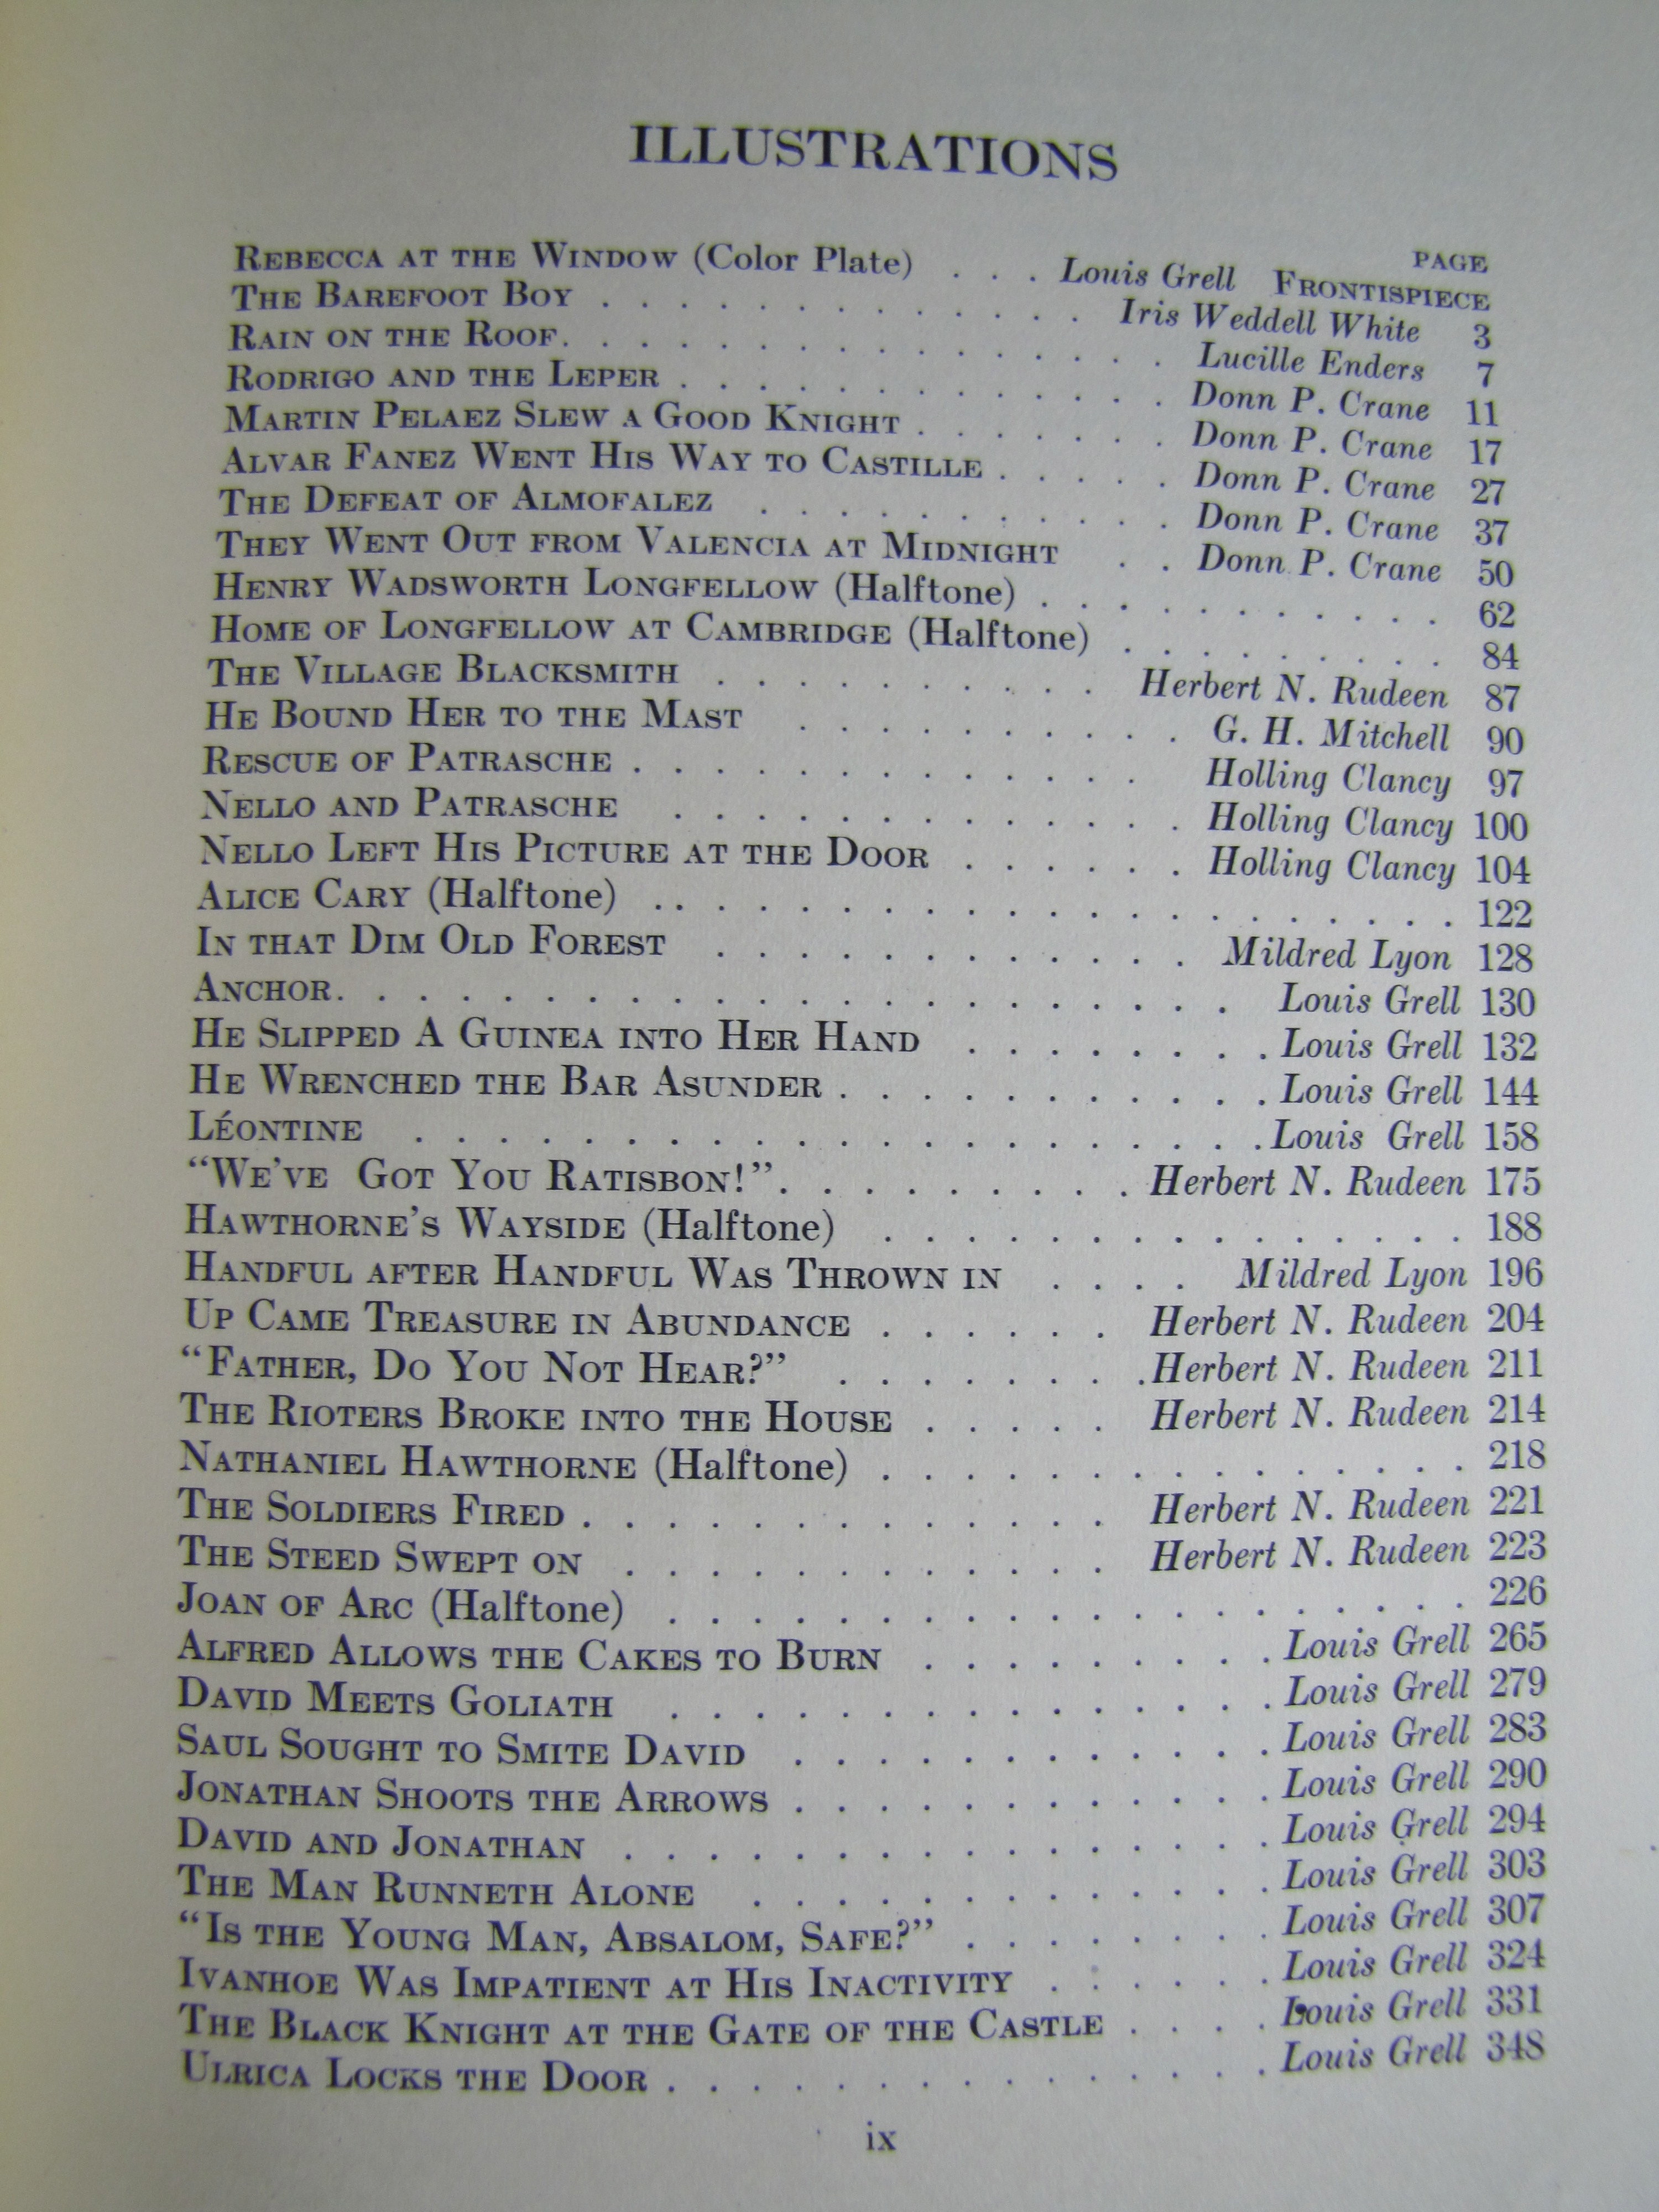 ILLUSTRATIONS
PAGE
REBECCA AT THE WINDOW (Color Plate) . . . Louis Grell FRONTISPIECE
THE BAREFOOT BOY . . . . . . . . . . . . Iris Weddell White 3
RAIN ON THE ROOF. . . . . . . . . . . . . . . Lucille Enders 7
RODRIGO AND THE LEPER . . . . . . . . . . . . Donn P. Crane 11
MARTIN PELAEZ SLEW A GOOD KNIGHT . . . . . . . Donn P. Crane 17
ALVAR FANEZ WENT HIS WAY TO CASTILLE . . . . . Donn P. Crane 27
THE DEFEAT OF ALMOFALEZ . . . . . . . . . . . Donn P. Crane 37
THEY WENT OUT FROM VALENCIA AT MIDNIGHT . . Donn P. Crane 50
HENRY WADSWORTH LONGFELLOW (Halftone) . . . . . . . . . . 62
HOME OF LONGFELLOW AT CAMBRIDGE (Halftone) . . . . . . . . 84
THE VILLAGE BLACKSMITH . . . . . . . . . . Herbert N. Rudeen 87
HE BOUND HER TO THE MAST . . . . . . . . . . G. H. Mitchell 90
RESCUE OF PATRASCHE . . . . . . . . . . . . . Holling Clancy 97
NELLO AND PATRASCHE . . . . . . . . . . . . . Holling Clancy 100
NELLO LEFT HIS PICTURE AT THE DOOR . . . . . . Holling Clancy 104
ALICE CARY (Halftone) . . . . . . . . . . . . . . . . . . . . 122
IN THAT DIM OLD FOREST . . . . . . . . . . . . Mildred Lyon 128
ANCHOR. . . . . . . . . . . . . . . . . . . . . . Louis Grell 130
HE SLIPPED A GUINEA INTO HER HAND . . . . . . . . Louis Grell 132
HE WRENCHED THE BAR ASUNDER . . . . . . . . . . . Louis Grell 144
LÉONTINE . . . . . . . . . . . . . . . . . . . . . Louis Grell 158
“WE’VE GOT YOU RATISBON!”. . . . . . . . . Herbert N. Rudeen 175
HAWTHORNE’S WAYSIDE (Halftone) . . . . . . . . . . . . . . 188
HANDFUL AFTER HANDFUL WAS THROWN IN . . . . Mildred Lyon 196
UP CAME TREASURE IN ABUNDANCE . . . . . . Herbert N. Rudeen 204
“FATHER, DO YOU NOT HEAR?” . . . . . . . . Herbert N. Rudeen 211
THE RIOTERS BROKE INTO THE HOUSE . . . . . Herbert N. Rudeen 214
NATHANIEL HAWTHORNE (Halftone) . . . . . . . . . . . . . . 218
THE SOLDIERS FIRED . . . . . . . . . . . . . Herbert N. Rudeen 221
THE STEED SWEPT ON . . . . . . . . . . . . Herbert N. Rudeen 223
JOAN OF ARC (Halftone) . . . . . . . . . . . . . . . . . . . 226
ALFRED ALLOWS THE CAKES TO BURN . . . . . . . . . Louis Grell 265
DAVID MEETS GOLIATH . . . . . . . . . . . . . . . Louis Grell 279
SAUL SOUGHT TO SMITE DAVID . . . . . . . . . . . . Louis Grell 283
JONATHAN SHOOTS THE ARROWS . . . . . . . . . . . . Louis Grell 290
DAVID AND JONATHAN . . . . . . . . . . . . . . . . Louis Grell 294
THE MAN RUNNETH ALONE . . . . . . . . . . . . . Louis Grell 303
“IS THE YOUNG MAN, ABSALOM, SAFE?” . . . . . . . . Louis Grell 307
IVANHOE WAS IMPATIENT AT HIS INACTIVITY . . . . . . Louis Grell 324
THE BLACK KNIGHT AT THE GATE OF THE CASTLE . . . . Louis Grell 331
ULRICA LOCKS THE DOOR . . . . . . . . . . . . . . . Louis Grell 348
ix